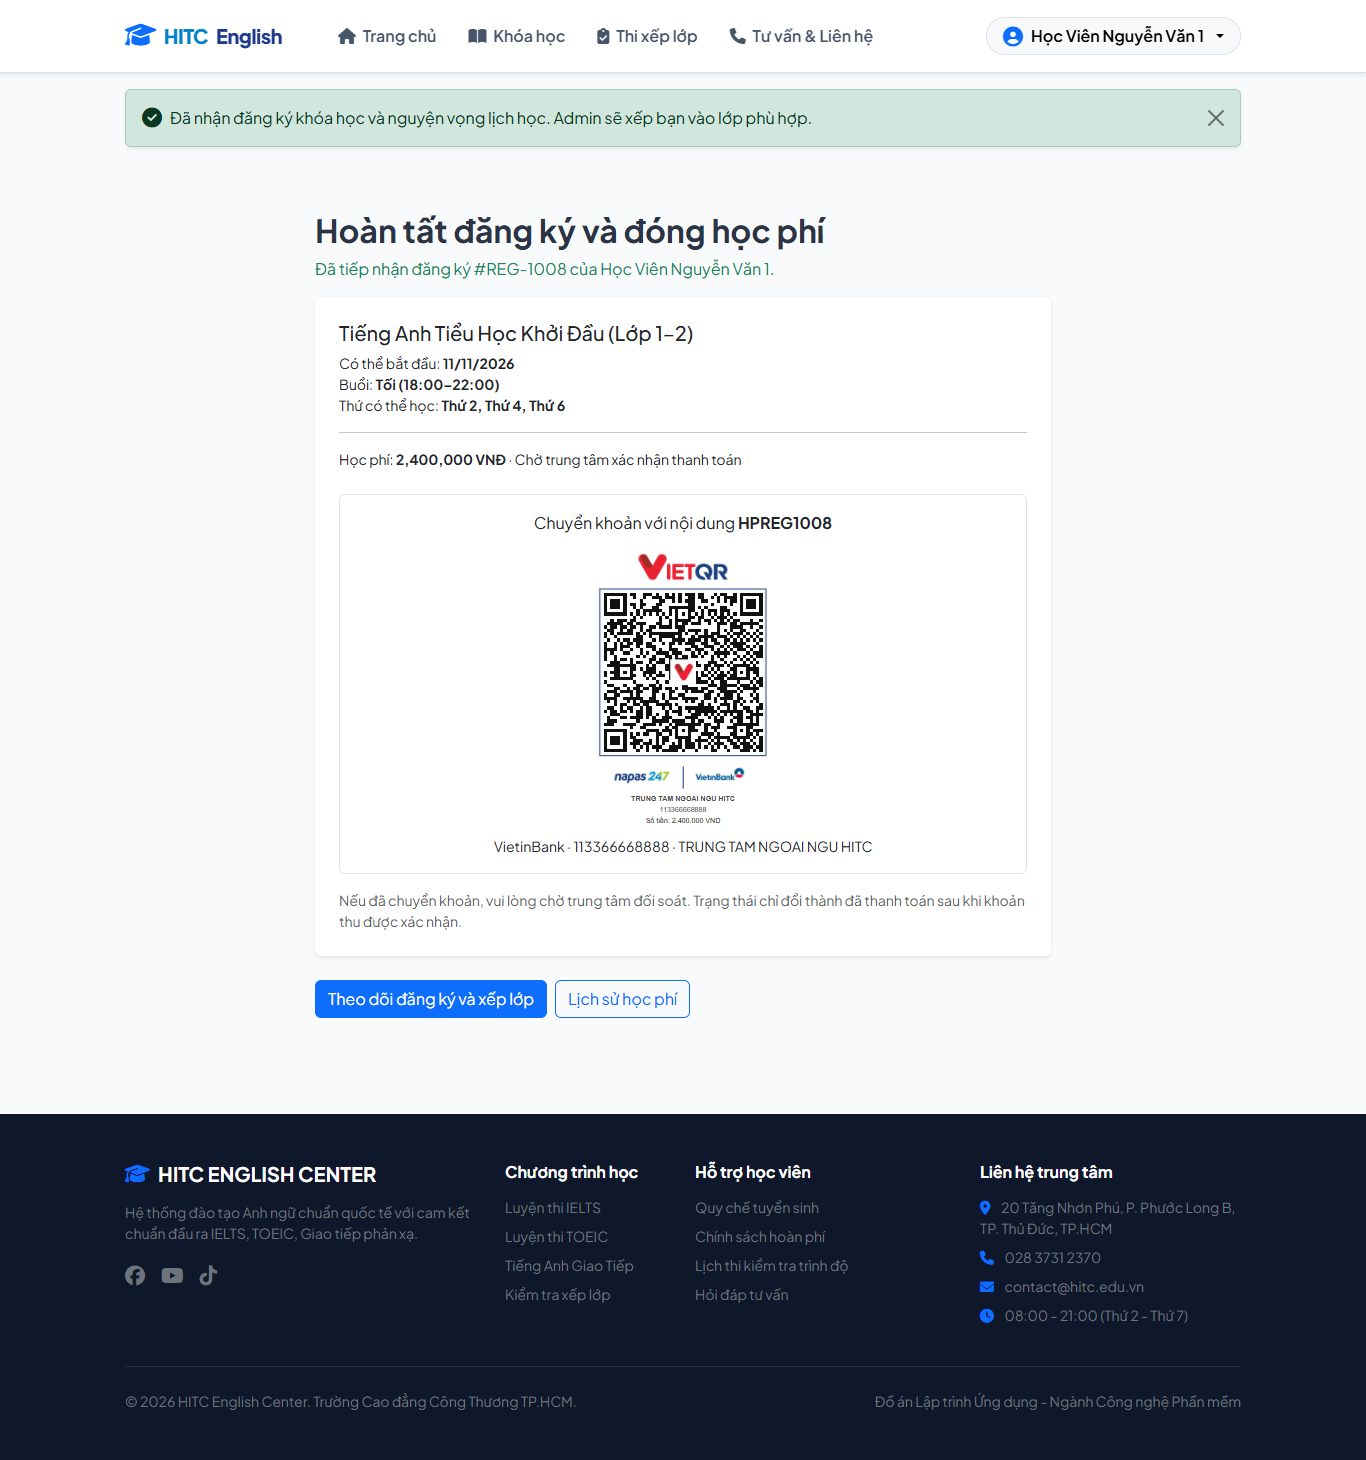 HITC English
Trang chủ
Khóa học
Thi xếp lớp
Tư vấn & Liên hệ
Học Viên Nguyễn Văn 1
Đã nhận đăng ký khóa học và nguyện vọng lịch học. Admin sẽ xếp bạn vào lớp phù hợp.
Hoàn tất đăng ký và đóng học phí
Đã tiếp nhận đăng ký #REG-1008 của Học Viên Nguyễn Văn 1.
Tiếng Anh Tiểu Học Khởi Đầu (Lớp 1–2)
Có thể bắt đầu: 11/11/2026
Buổi: Tối (18:00–22:00)
Thứ có thể học: Thứ 2, Thứ 4, Thứ 6
Học phí: 2,400,000 VNĐ · Chờ trung tâm xác nhận thanh toán
Chuyển khoản với nội dung HPREG1008
VIETQR
napas 247
VietinBank
TRUNG TAM NGOAI NGU HITC
113366668888
Số tiền: 2.400.000 VND
VietinBank · 113366668888 · TRUNG TAM NGOAI NGU HITC
Nếu đã chuyển khoản, vui lòng chờ trung tâm đối soát. Trạng thái chỉ đổi thành đã thanh toán sau khi khoản
thu được xác nhận.
Theo dõi đăng ký và xếp lớp
Lịch sử học phí
HITC ENGLISH CENTER
Hệ thống đào tạo Anh ngữ chuẩn quốc tế với cam kết
chuẩn đầu ra IELTS, TOEIC, Giao tiếp phản xạ.
Chương trình học
Luyện thi IELTS
Luyện thi TOEIC
Tiếng Anh Giao Tiếp
Kiểm tra xếp lớp
Hỗ trợ học viên
Quy chế tuyển sinh
Chính sách hoàn phí
Lịch thi kiểm tra trình độ
Hỏi đáp tư vấn
Liên hệ trung tâm
20 Tăng Nhơn Phú, P. Phước Long B,
TP. Thủ Đức, TP.HCM
028 3731 2370
contact@hitc.edu.vn
08:00 - 21:00 (Thứ 2 - Thứ 7)
© 2026 HITC English Center. Trường Cao đẳng Công Thương TP.HCM.
Đồ án Lập trình Ứng dụng - Ngành Công nghệ Phần mềm